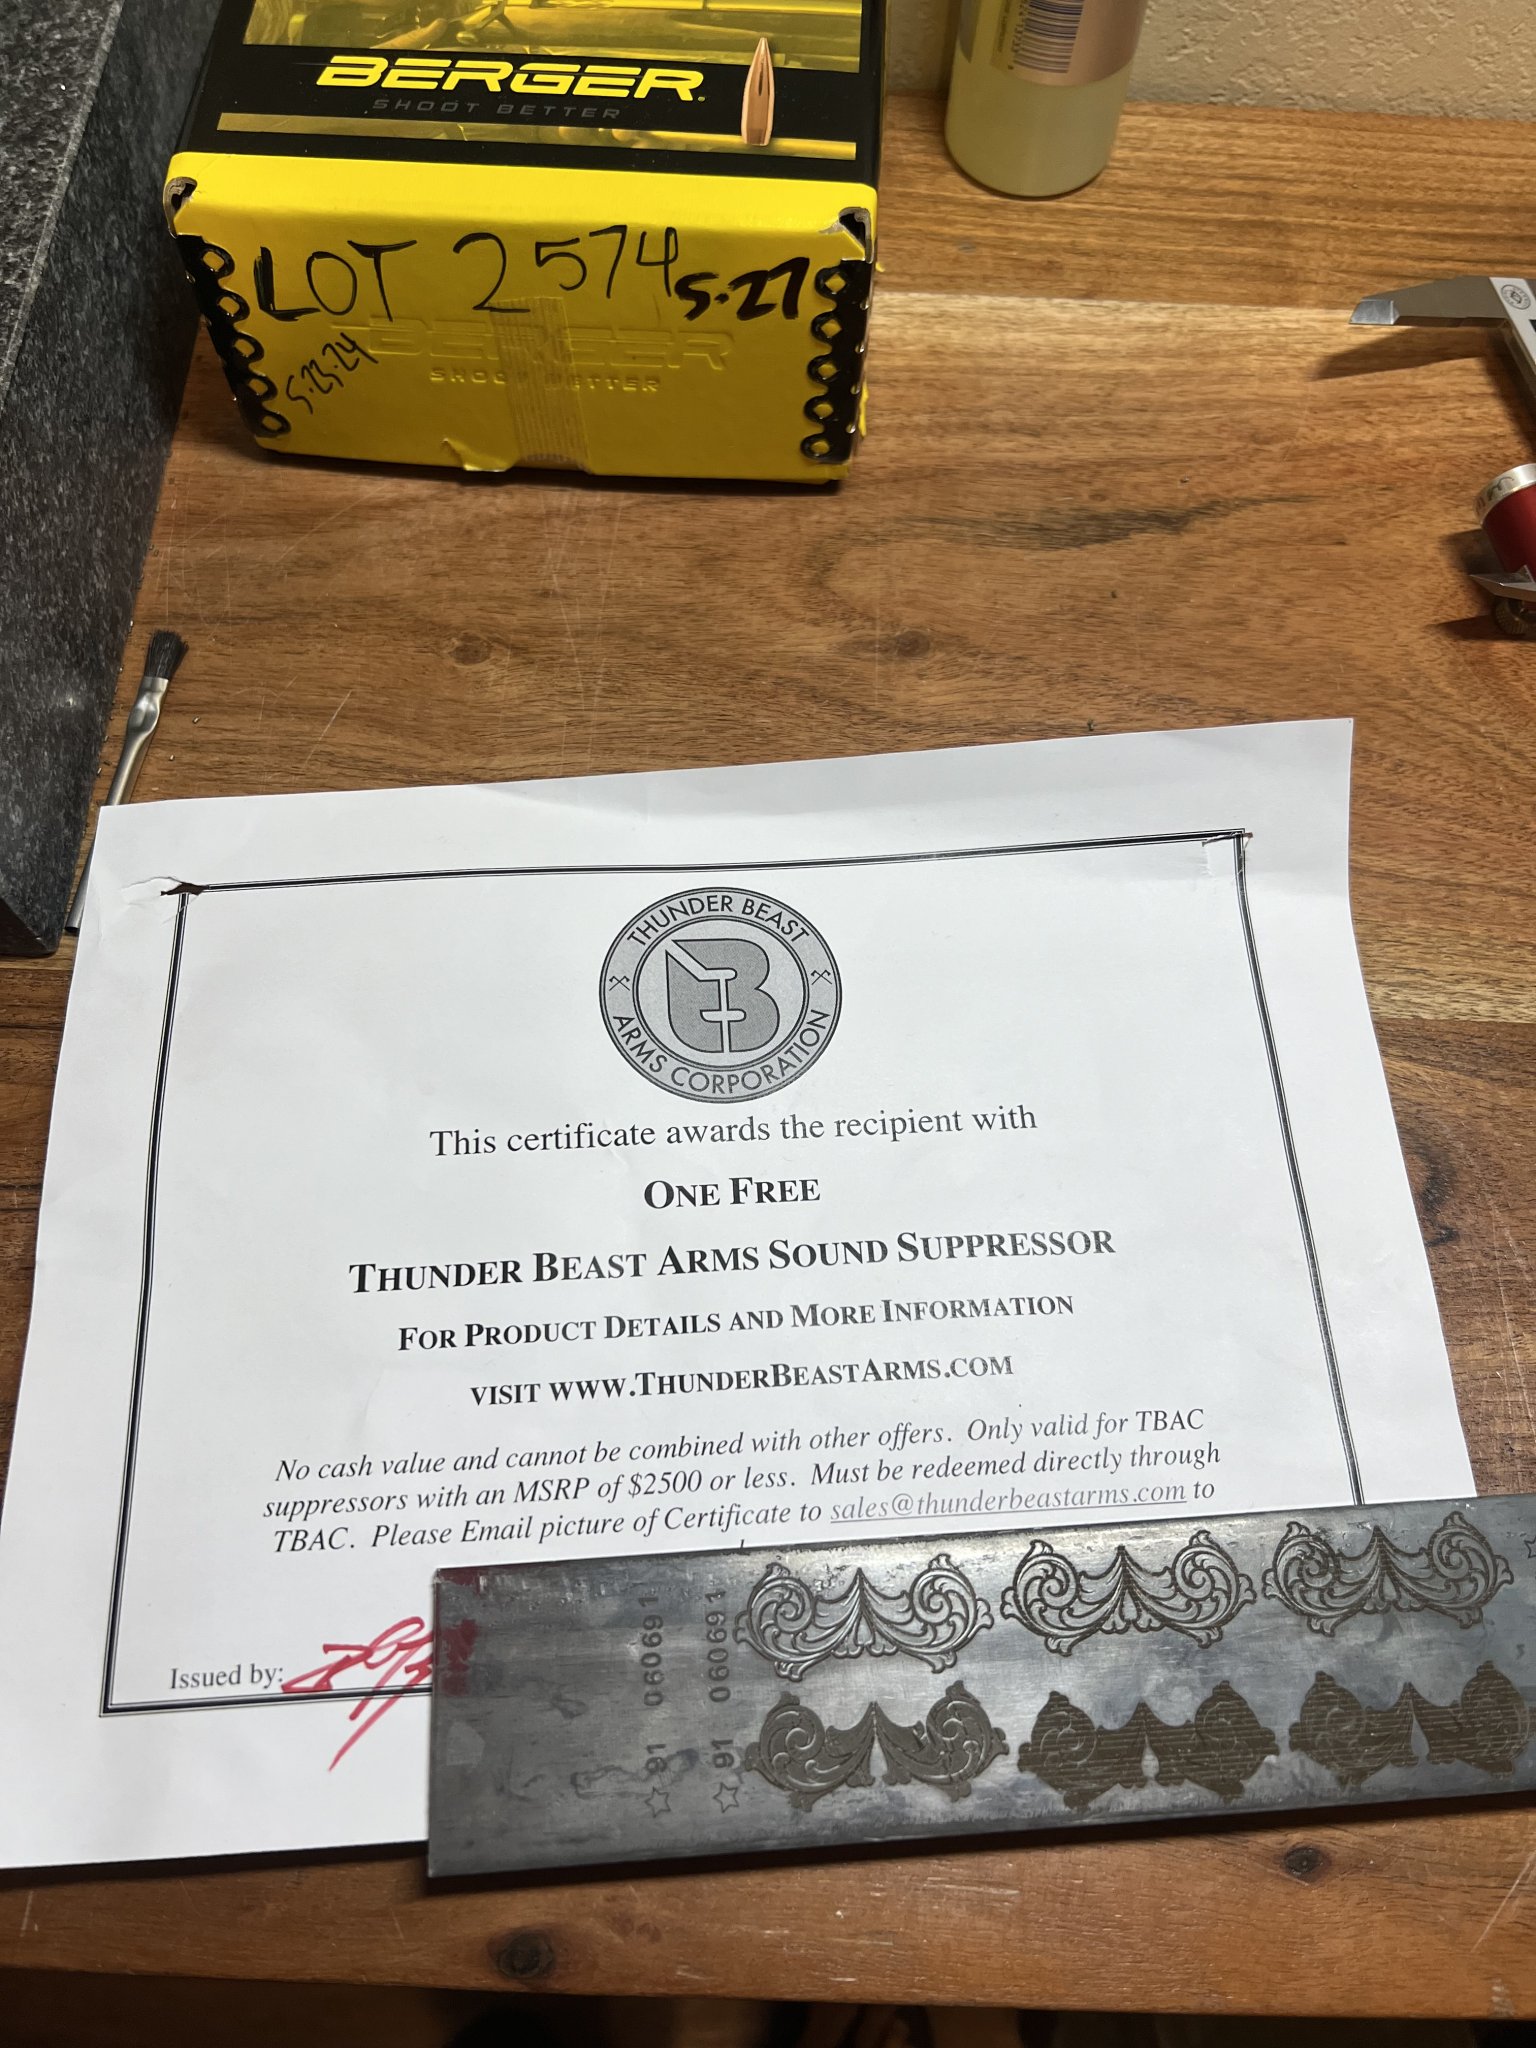 BERGER.
SHOOT BETTER
LOT 2574 5.27
BERGER
SHOOT BETTER
5.23.24
THUNDER BEAST
ARMS CORPORATION
This certificate awards the recipient with
ONE FREE
THUNDER BEAST ARMS SOUND SUPPRESSOR
FOR PRODUCT DETAILS AND MORE INFORMATION
VISIT WWW.THUNDERBEASTARMS.COM
No cash value and cannot be combined with other offers. Only valid for TBAC
suppressors with an MSRP of $2500 or less. Must be redeemed directly through
TBAC. Please Email picture of Certificate to sales@thunderbeastarms.com to
Issued by:
91 060691
91 060691